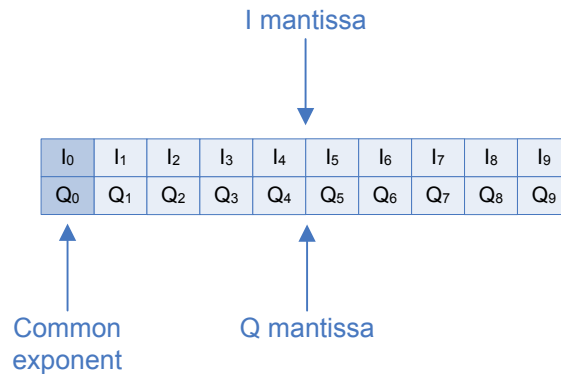 I mantissa
I₀ I₁ I₂ I₃ I₄ I₅ I₆ I₇ I₈ I₉
Q₀ Q₁ Q₂ Q₃ Q₄ Q₅ Q₆ Q₇ Q₈ Q₉
Common
exponent
Q mantissa